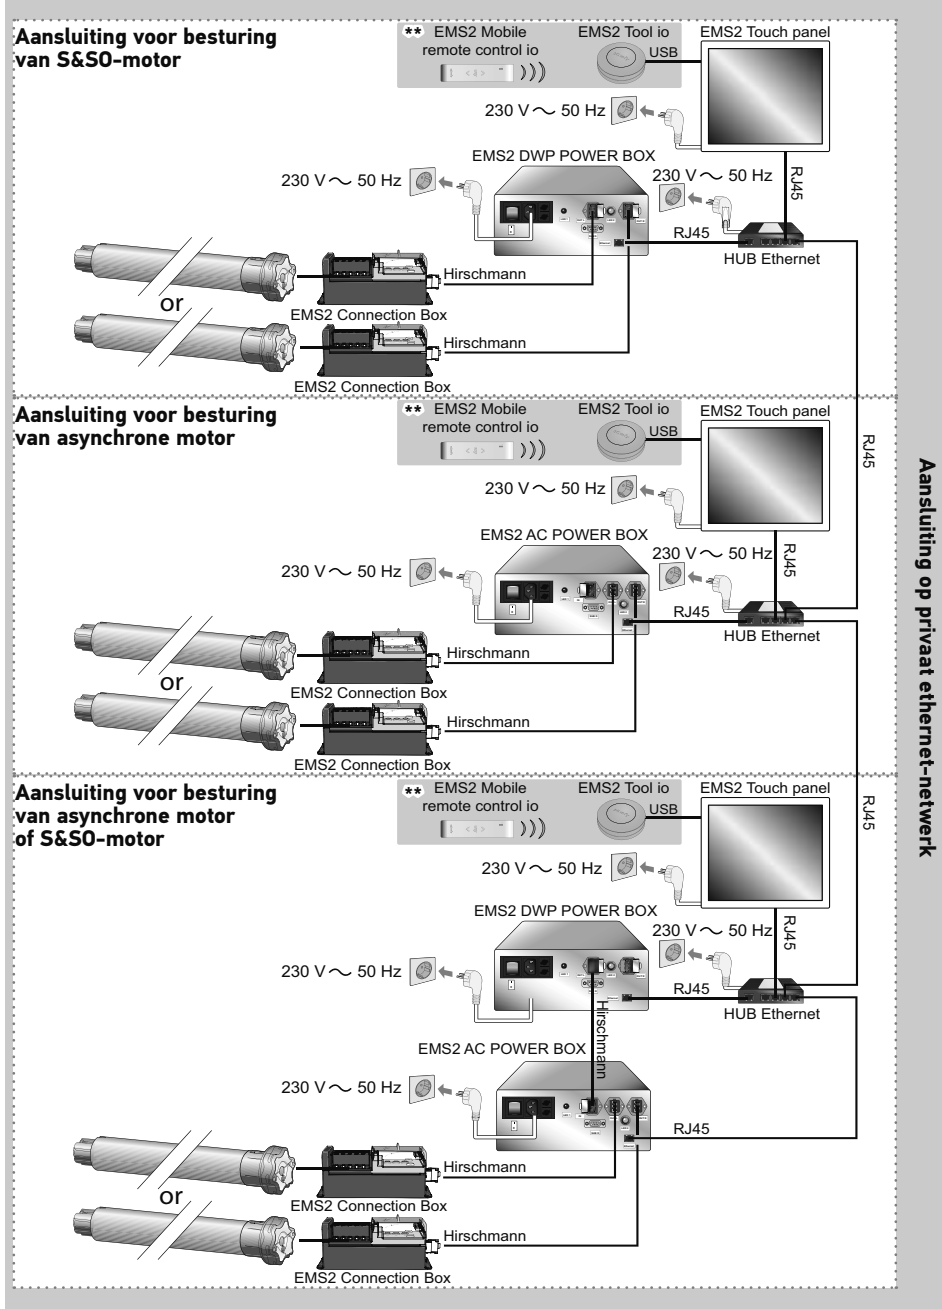 Aansluiting voor besturing
van S&SO-motor
** EMS2 Mobile
remote control io
EMS2 Tool io
USB
EMS2 Touch panel
230 V ~ 50 Hz
EMS2 DWP POWER BOX
230 V ~ 50 Hz
230 V ~ 50 Hz
RJ45
RJ45
HUB Ethernet
Hirschmann
EMS2 Connection Box
or
Hirschmann
EMS2 Connection Box
RJ45
Aansluiting voor besturing
van asynchrone motor
** EMS2 Mobile
remote control io
EMS2 Tool io
USB
EMS2 Touch panel
230 V ~ 50 Hz
EMS2 AC POWER BOX
230 V ~ 50 Hz
230 V ~ 50 Hz
RJ45
RJ45
HUB Ethernet
Hirschmann
EMS2 Connection Box
or
Hirschmann
EMS2 Connection Box
RJ45
Aansluiting voor besturing
van asynchrone motor
of S&SO-motor
** EMS2 Mobile
remote control io
EMS2 Tool io
USB
EMS2 Touch panel
230 V ~ 50 Hz
EMS2 DWP POWER BOX
230 V ~ 50 Hz
230 V ~ 50 Hz
RJ45
RJ45
HUB Ethernet
Hirschmann
EMS2 AC POWER BOX
230 V ~ 50 Hz
RJ45
Hirschmann
EMS2 Connection Box
or
Hirschmann
EMS2 Connection Box
Aansluiting op privaat ethernet-netwerk